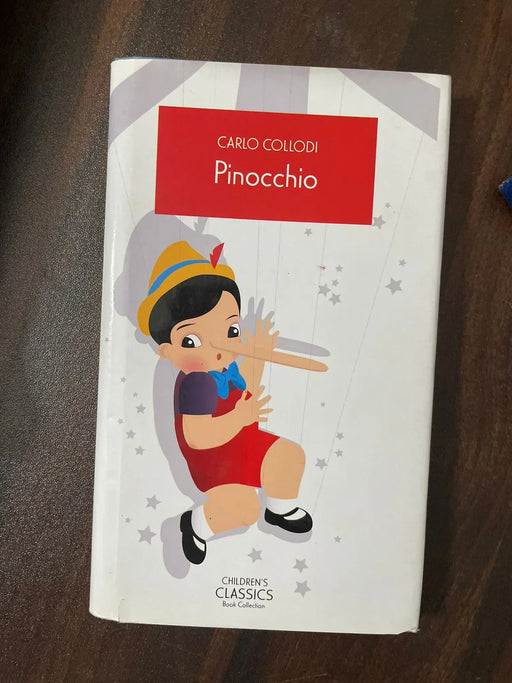 CARLO COLLODI
Pinocchio
CHILDREN'S
CLASSICS
Book Collection